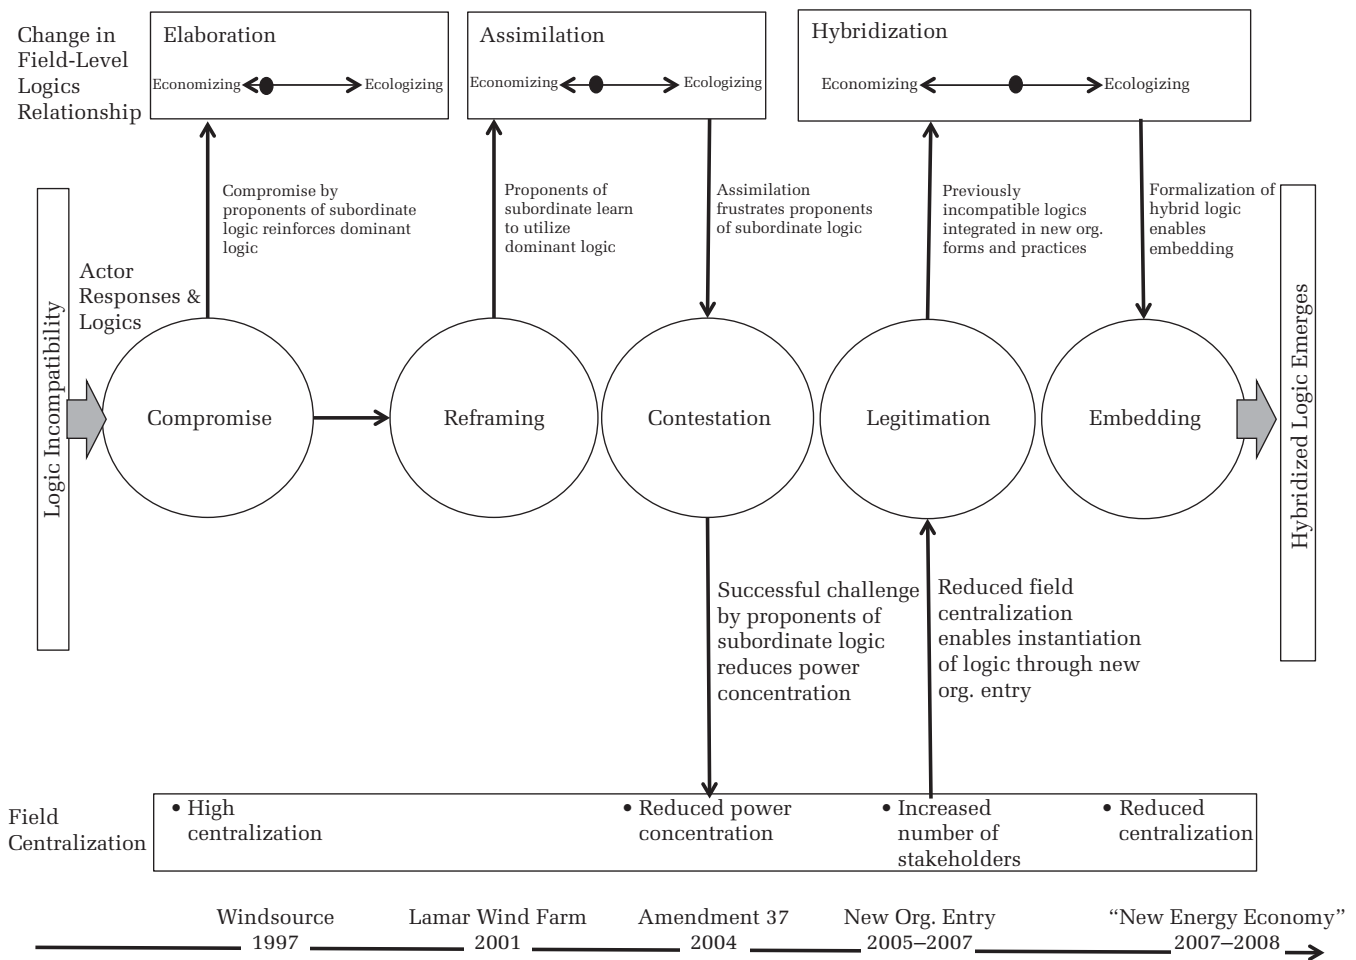 Change in
Field-Level
Logics
Relationship
Elaboration
Economizing
Ecologizing
Assimilation
Economizing
Ecologizing
Hybridization
Economizing
Ecologizing
Compromise by
proponents of subordinate
logic reinforces dominant
logic
Proponents of
subordinate learn
to utilize
dominant logic
Assimilation
frustrates proponents
of subordinate logic
Previously
incompatible logics
integrated in new org.
forms and practices
Formalization of
hybrid logic
enables
embedding
Logic Incompatibility
Actor
Responses &
Logics
Compromise
Reframing
Contestation
Legitimation
Embedding
Hybridized Logic Emerges
Successful challenge
by proponents of
subordinate logic
reduces power
concentration
Reduced field
centralization
enables instantiation
of logic through new
org. entry
Field
Centralization
• High
centralization
• Reduced power
concentration
• Increased
number of
stakeholders
• Reduced
centralization
Windsource
1997
Lamar Wind Farm
2001
Amendment 37
2004
New Org. Entry
2005–2007
“New Energy Economy”
2007–2008